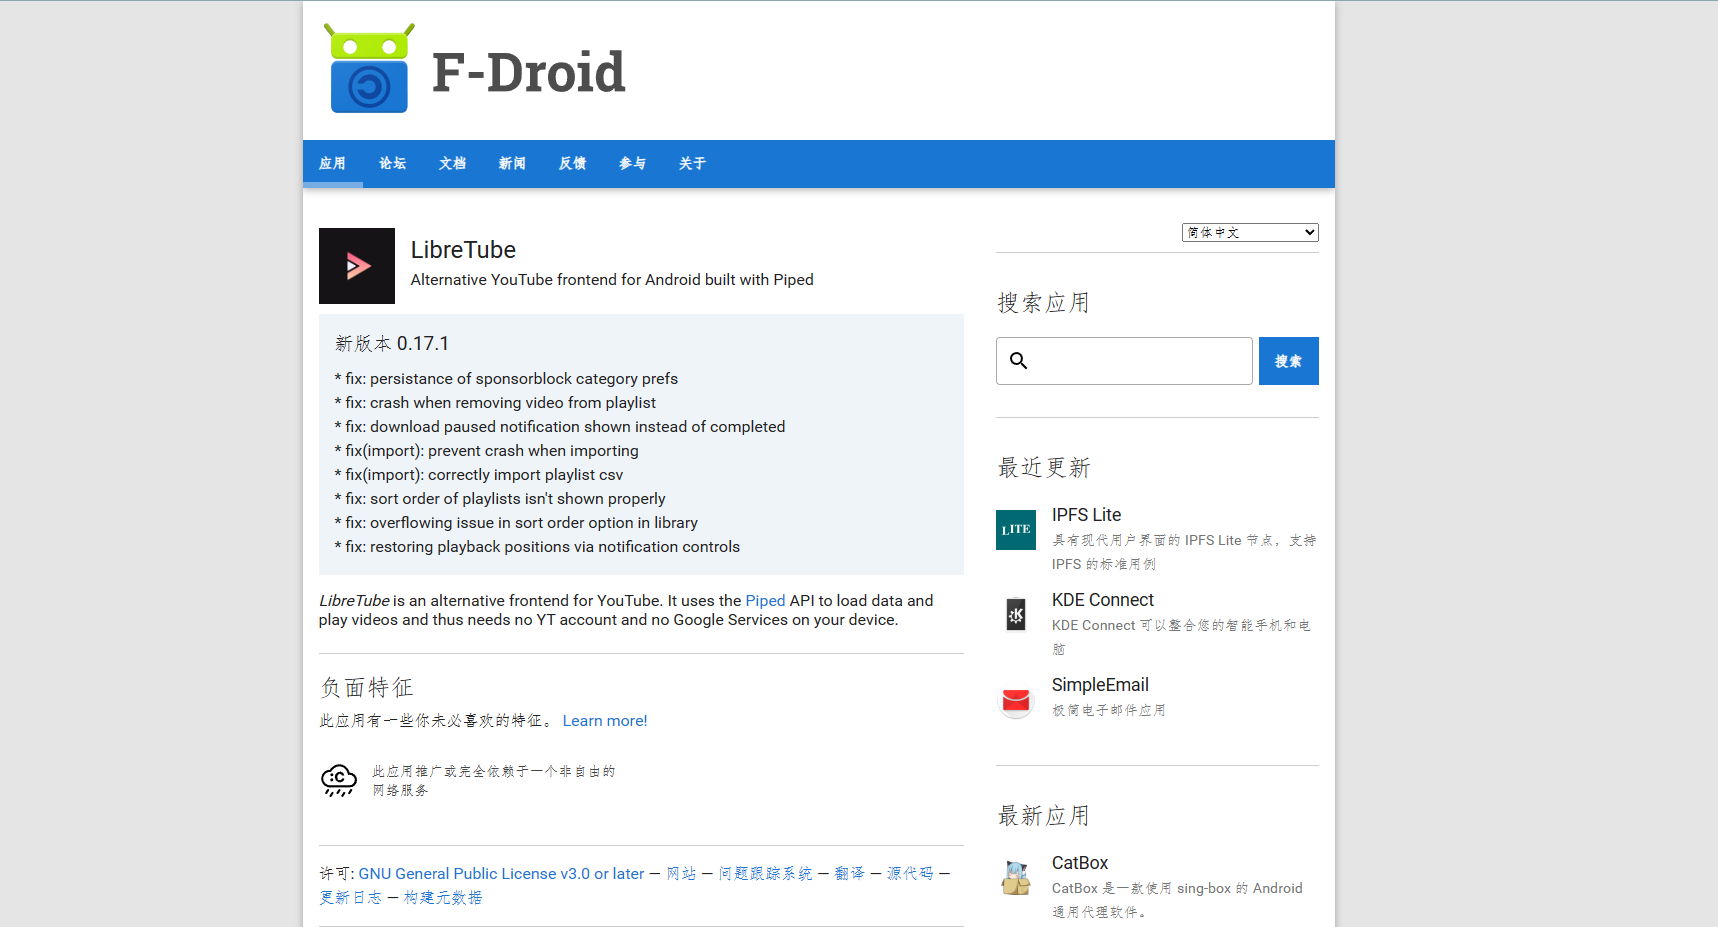 F-Droid
应用 论坛 文档 新闻 反馈 参与 关于
LibreTube
Alternative YouTube frontend for Android built with Piped
新版本 0.17.1
* fix: persistance of sponsorblock category prefs
* fix: crash when removing video from playlist
* fix: download paused notification shown instead of completed
* fix(import): prevent crash when importing
* fix(import): correctly import playlist csv
* fix: sort order of playlists isn't shown properly
* fix: overflowing issue in sort order option in library
* fix: restoring playback positions via notification controls
LibreTube is an alternative frontend for YouTube. It uses the Piped API to load data and
play videos and thus needs no YT account and no Google Services on your device.
负面特征
此应用有一些你未必喜欢的特征。 Learn more!
此应用推广或完全依赖于一个非自由的
网络服务
许可: GNU General Public License v3.0 or later — 网站 — 问题跟踪系统 — 翻译 — 源代码 —
更新日志 — 构建元数据
简体中文
搜索应用
搜索
最近更新
LITE
IPFS Lite
具有现代用户界面的 IPFS Lite 节点，支持
IPFS 的标准用例
KDE Connect
KDE Connect 可以整合您的智能手机和电
脑
SimpleEmail
极简电子邮件应用
最新应用
CatBox
CatBox 是一款使用 sing-box 的 Android
通用代理软件。